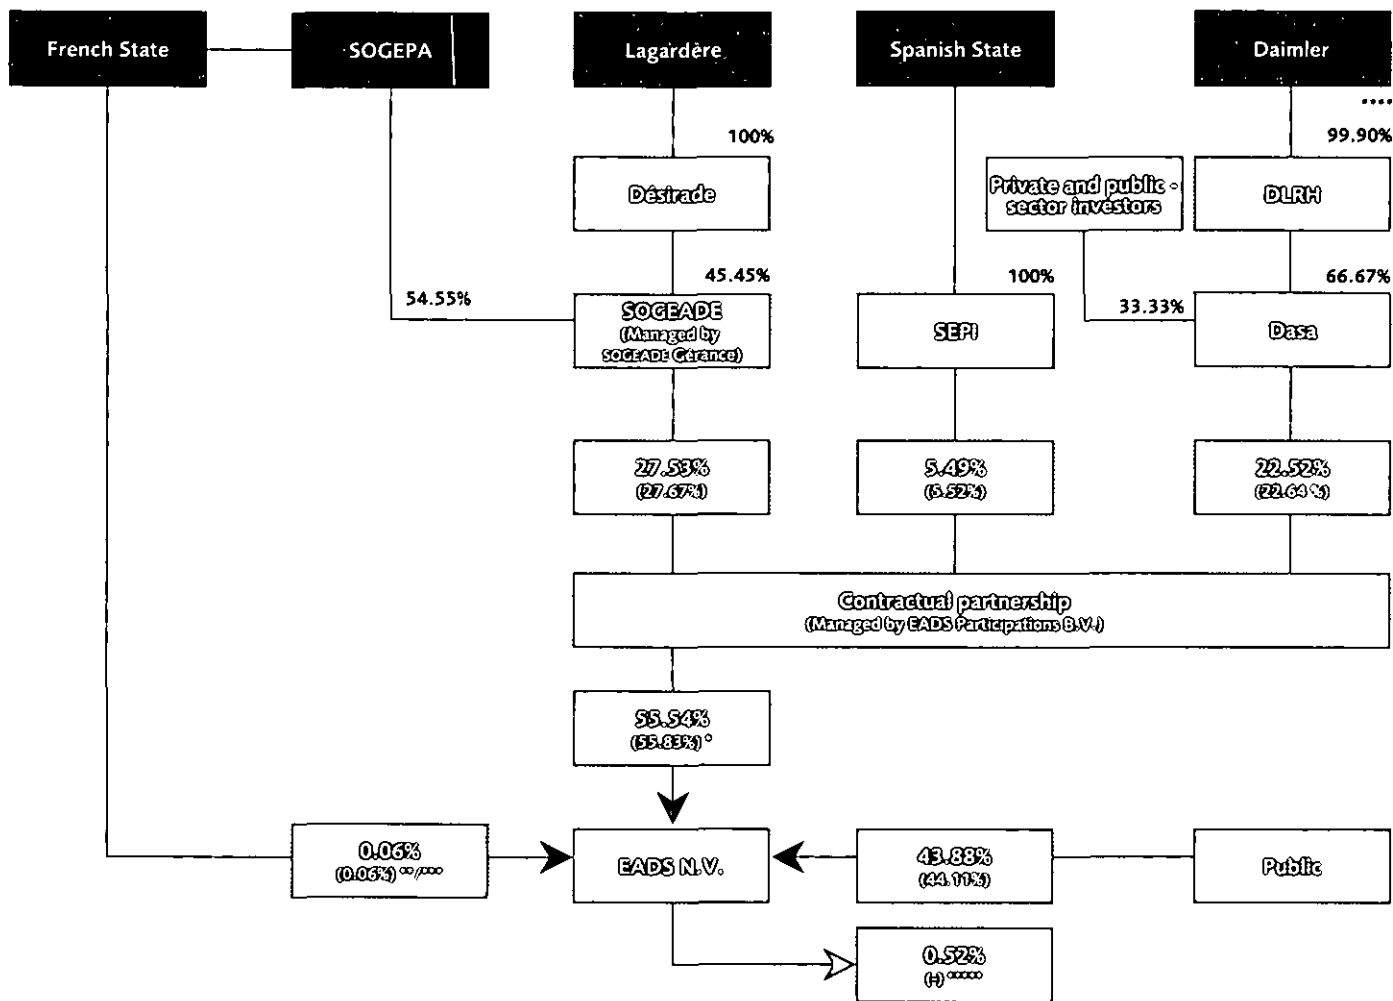 French State
SOGEPA
Lagardère
Spanish State
Daimler
****
100%
99.90%
Désirade
Private and public -
sector investors
DLRH
45.45%
100%
66.67%
54.55%
33.33%
SOGEADE
(Managed by
SOGEADE Gérance)
SEPI
Dasa
27.53%
(27.67%)
5.49%
(5.52%)
22.52%
(22.64 %)
Contractual partnership
(Managed by EADS Participations B.V.)
55.54%
(55.83%) *
0.06%
(0.06%) **/***
EADS N.V.
43.88%
(44.11%)
Public
0.52%
(-) *****